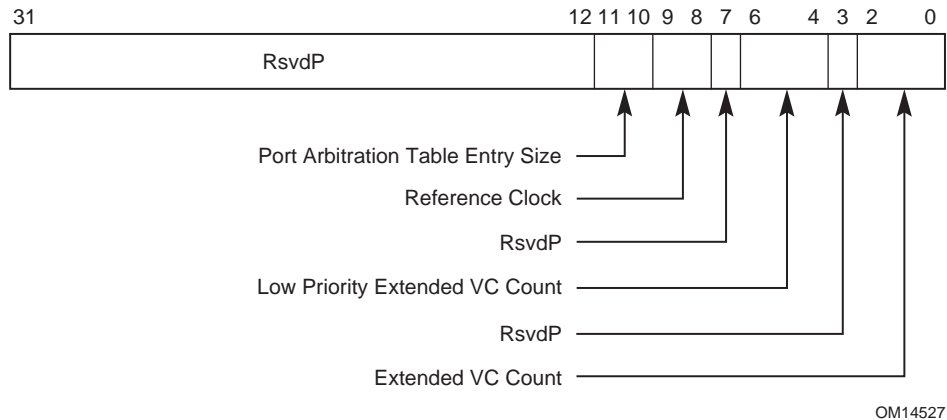 31 12 11 10 9 8 7 6 4 3 2 0
RsvdP
Port Arbitration Table Entry Size
Reference Clock
RsvdP
Low Priority Extended VC Count
RsvdP
Extended VC Count
OM14527